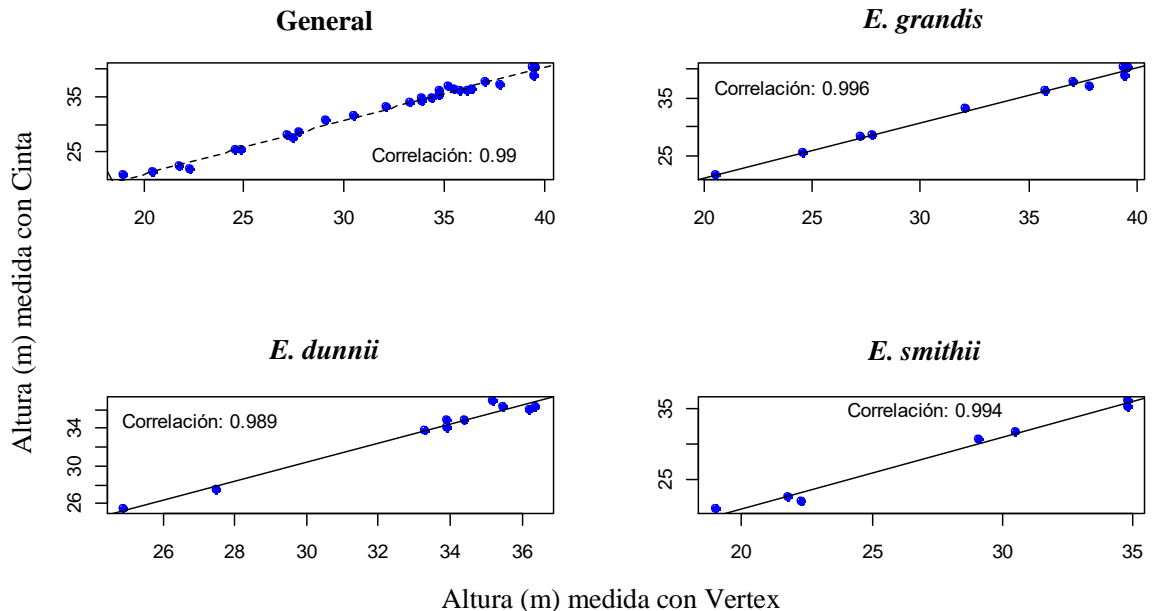 General
E. grandis
Correlación: 0.99
Correlación: 0.996
35
25
20 25 30 35 40
35
25
20 25 30 35 40
Altura (m) medida con Cinta
E. dunnii
E. smithii
Correlación: 0.989
Correlación: 0.994
34
30
26
26 28 30 32 34 36
35
25
20 25 30 35
Altura (m) medida con Vertex